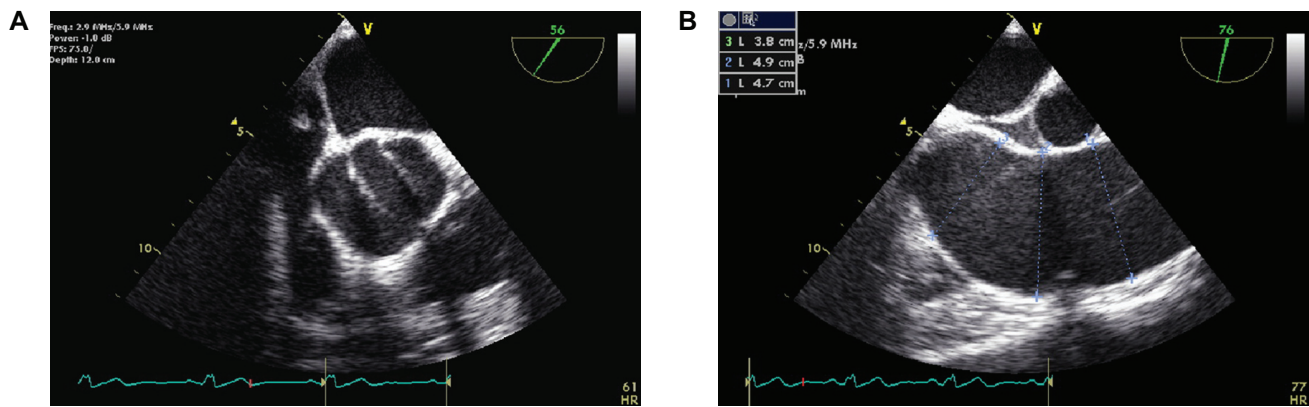 A
Freq.: 2.9 MHz/5.9 MHz
Power: -1.0 dB
FPS: 75.0/
Depth: 12.0 cm
V
56
5
10
61
HR
B
3 L 3.8 cm
2 L 4.9 cm
1 L 4.7 cm
z/5.9 MHz
B
m
V
76
5
10
77
HR